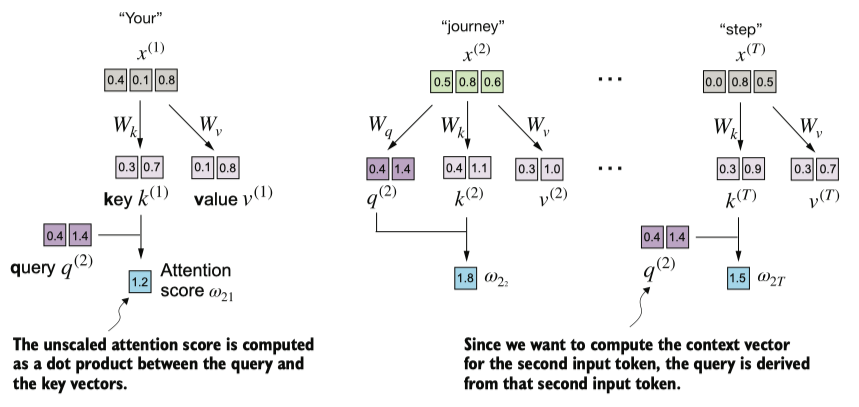 "Your" "journey" "step"
x^(1) x^(2) x^(T)
0.4 0.1 0.8 0.5 0.8 0.6 ... 0.0 0.8 0.5
W_k W_v W_q W_k W_v W_k W_v
0.3 0.7 0.1 0.8 0.4 1.4 0.4 1.1 0.3 1.0 ... 0.3 0.9 0.3 0.7
key k^(1) value v^(1) q^(2) k^(2) v^(2) k^(T) v^(T)
0.4 1.4 0.4 1.4
query q^(2) q^(2)
1.2 Attention 1.8 ω_22 1.5 ω_2T
score ω_21
The unscaled attention score is computed
as a dot product between the query and
the key vectors.
Since we want to compute the context vector
for the second input token, the query is derived
from that second input token.